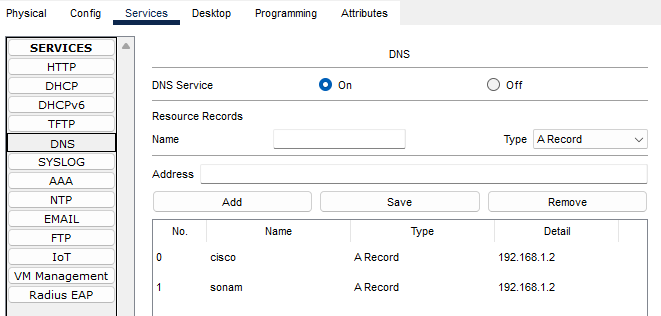 Physical Config Services Desktop Programming Attributes
SERVICES
HTTP
DHCP
DHCPv6
TFTP
DNS
SYSLOG
AAA
NTP
EMAIL
FTP
IoT
VM Management
Radius EAP
DNS
DNS Service On Off
Resource Records
Name Type A Record
Address
Add Save Remove
No. Name Type Detail
0 cisco A Record 192.168.1.2
1 sonam A Record 192.168.1.2